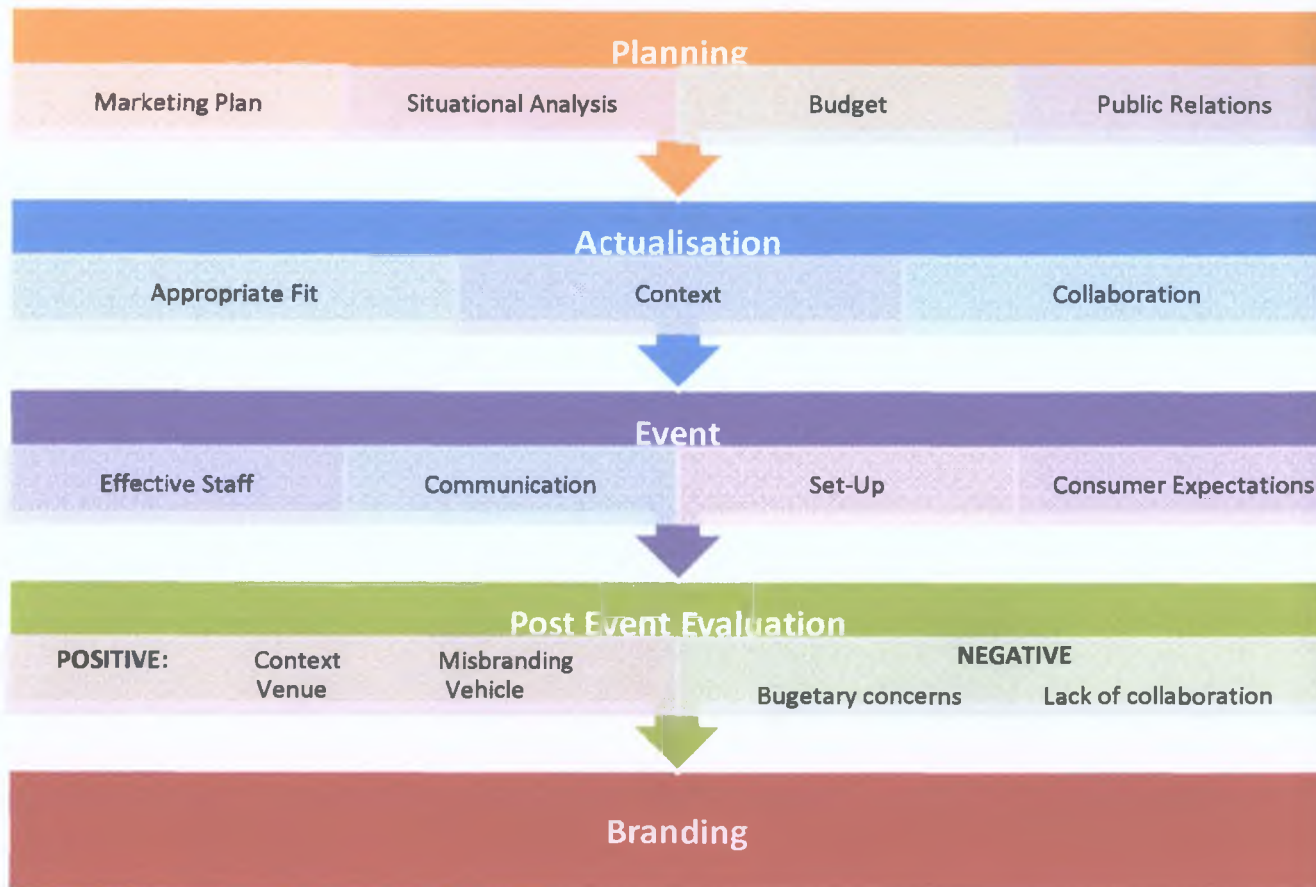 Planning
Marketing Plan Situational Analysis Budget Public Relations
Actualisation
Appropriate Fit Context Collaboration
Event
Effective Staff Communication Set-Up Consumer Expectations
Post Event Evaluation
POSITIVE: Context Misbranding
Venue Vehicle
NEGATIVE
Bugetary concerns Lack of collaboration
Branding